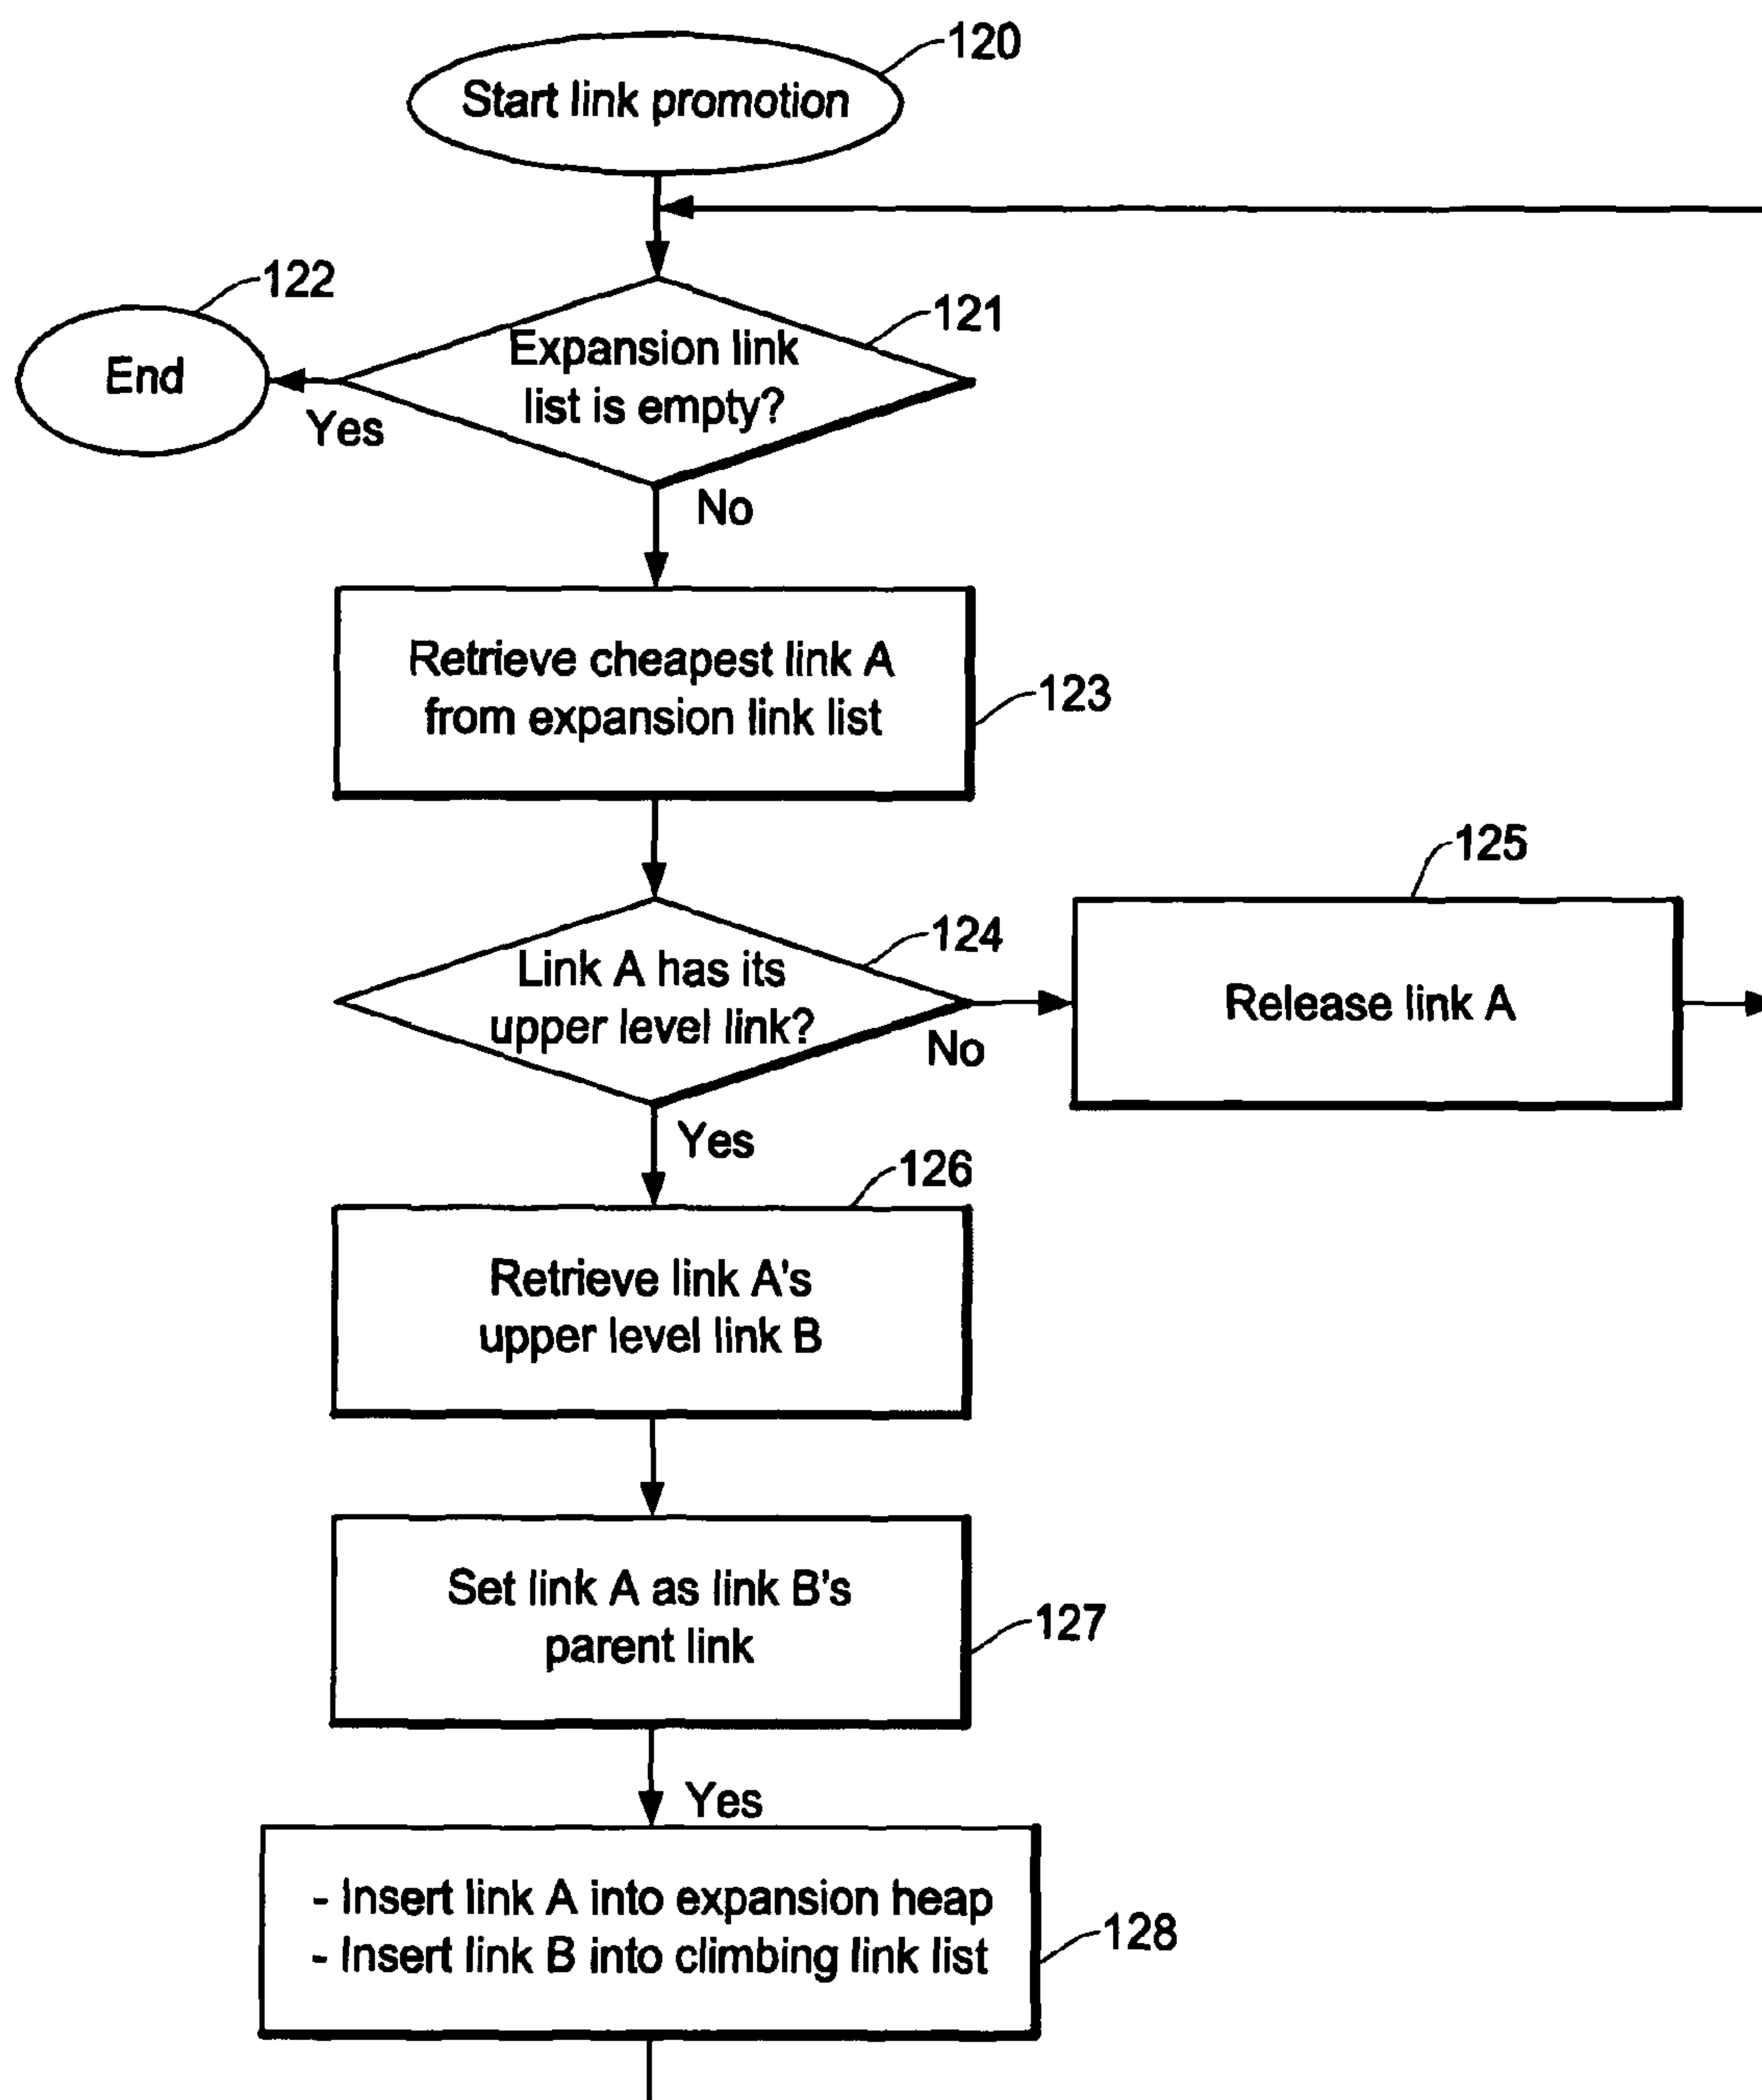 120
Start link promotion
122
121
End
Expansion link
list is empty?
Yes
No
Retrieve cheapest link A
from expansion link list
123
125
124
Link A has its
upper level link?
Release link A
No
Yes
126
Retrieve link A's
upper level link B
Set link A as link B's
parent link
127
Yes
- Insert link A into expansion heap
- Insert link B into climbing link list
128